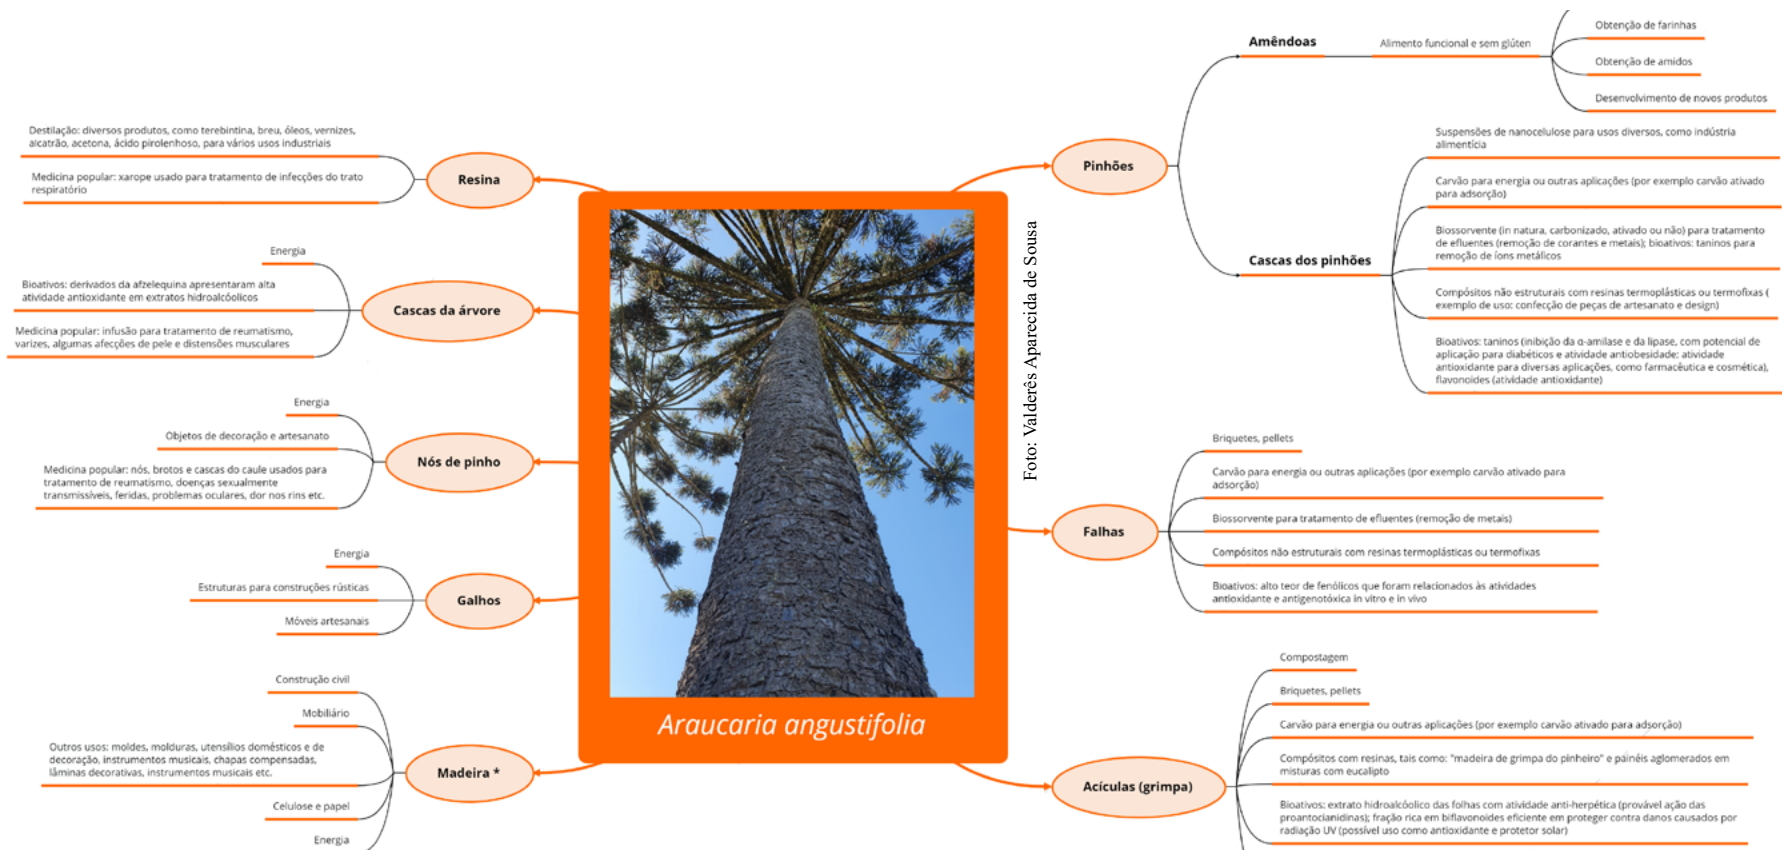 Resina
Destilação: diversos produtos, como terebintina, breu, óleos, vernizes,
alcatrão, acetona, ácido pirolenhoso, para vários usos industriais
Medicina popular: xarope usado para tratamento de infecções do trato
respiratório
Cascas da árvore
Energia
Bioativos: derivados da afzelequina apresentaram alta
atividade antioxidante em extratos hidroalcóolicos
Medicina popular: infusão para tratamento de reumatismo,
varizes, algumas afecções de pele e distensões musculares
Nós de pinho
Energia
Objetos de decoração e artesanato
Medicina popular: nós, brotos e cascas do caule usados para
tratamento de reumatismo, doenças sexualmente
transmissíveis, feridas, problemas oculares, dor nos rins etc.
Galhos
Energia
Estruturas para construções rústicas
Móveis artesanais
Madeira *
Construção civil
Mobiliário
Outros usos: moldes, molduras, utensílios domésticos e de
decoração, instrumentos musicais, chapas compensadas,
lâminas decorativas, instrumentos musicais etc.
Celulose e papel
Energia
Araucaria angustifolia
Foto: Valderês Aparecida de Sousa
Pinhões
Amêndoas
Alimento funcional e sem glúten
Obtenção de farinhas
Obtenção de amidos
Desenvolvimento de novos produtos
Cascas dos pinhões
Suspensões de nanocelulose para usos diversos, como indústria
alimentícia
Carvão para energia ou outras aplicações (por exemplo carvão ativado
para adsorção)
Biossorvente (in natura, carbonizado, ativado ou não) para tratamento
de efluentes (remoção de corantes e metais); bioativos: taninos para
remoção de íons metálicos
Compósitos não estruturais com resinas termoplásticas ou termofixas (
exemplo de uso: confecção de peças de artesanato e design)
Bioativos: taninos (inibição da α-amilase e da lipase, com potencial de
aplicação para diabéticos e atividade antiobesidade; atividade
antioxidante para diversas aplicações, como farmacêutica e cosmética),
flavonoides (atividade antioxidante)
Falhas
Briquetes, pellets
Carvão para energia ou outras aplicações (por exemplo carvão ativado para
adsorção)
Biossorvente para tratamento de efluentes (remoção de metais)
Compósitos não estruturais com resinas termoplásticas ou termofixas
Bioativos: alto teor de fenólicos que foram relacionados às atividades
antioxidante e antigenotóxica in vitro e in vivo
Acículas (grimpa)
Compostagem
Briquetes, pellets
Carvão para energia ou outras aplicações (por exemplo carvão ativado para adsorção)
Compósitos com resinas, tais como: "madeira de grimpa do pinheiro" e painéis aglomerados em
misturas com eucalipto
Bioativos: extrato hidroalcóolico das folhas com atividade anti-herpética (provável ação das
proantocianidinas); fração rica em biflavonoides eficiente em proteger contra danos causados por
radiação UV (possível uso como antioxidante e protetor solar)